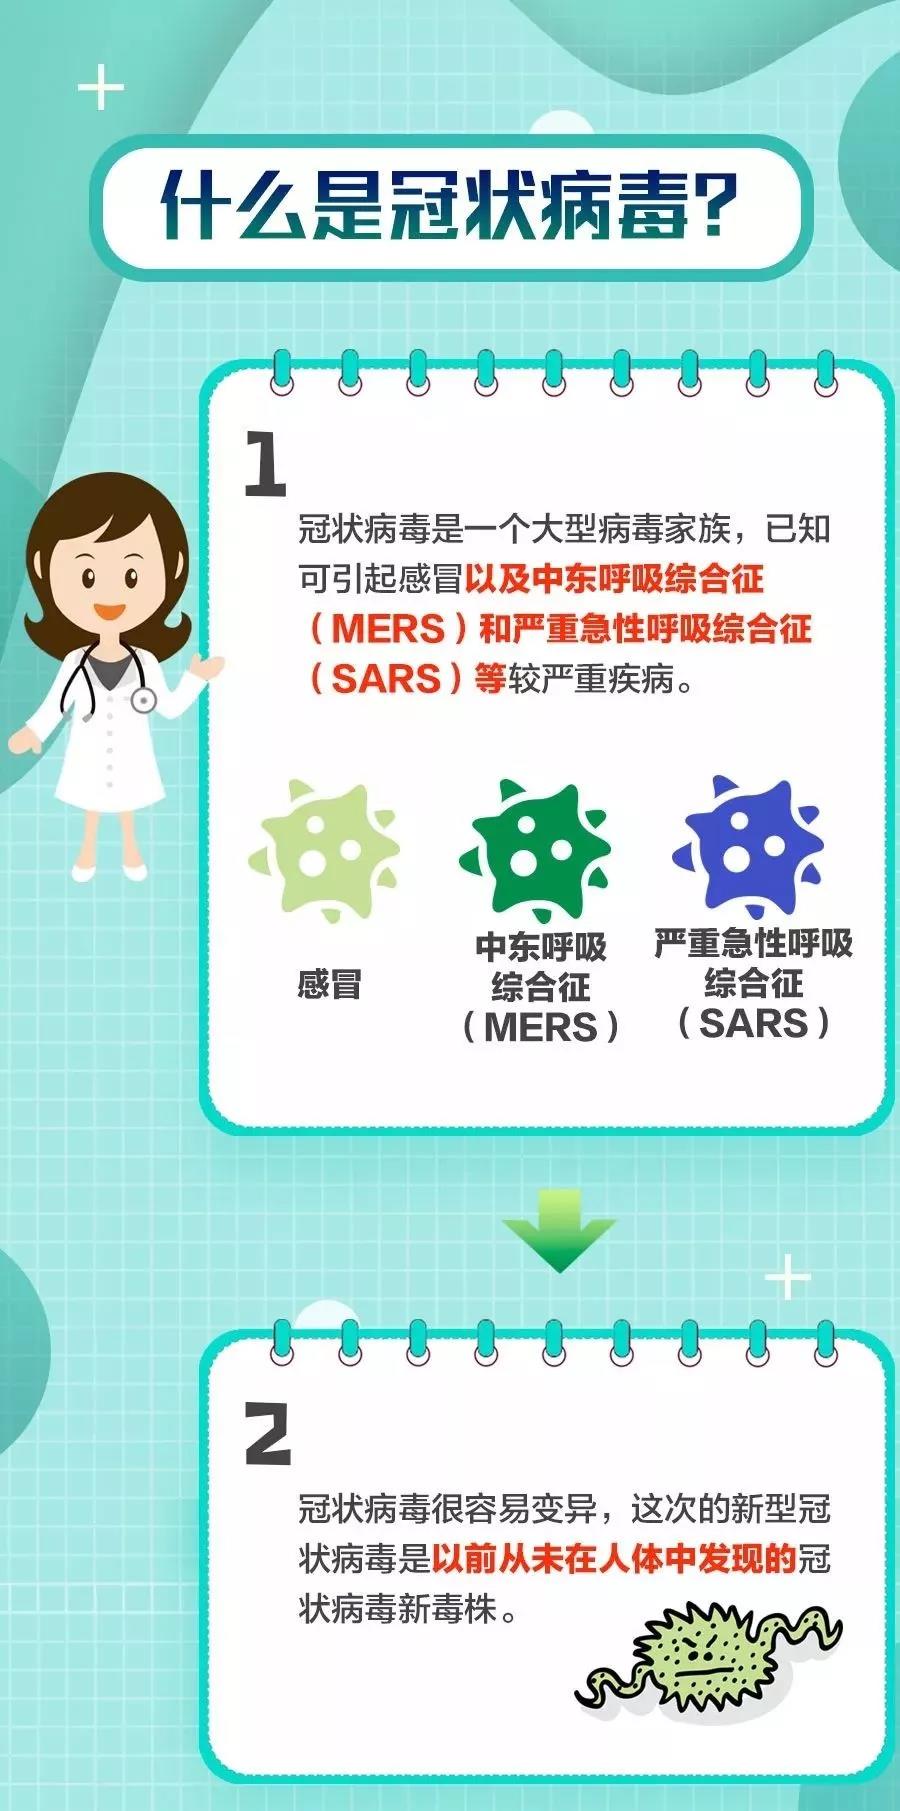 什么是冠状病毒?
1
冠状病毒是一个大型病毒家族，已知
可引起感冒以及中东呼吸综合征
（MERS）和严重急性呼吸综合征
（SARS）等较严重疾病。
感冒
中东呼吸
综合征
（MERS）
严重急性呼吸
综合征
（SARS）
2
冠状病毒很容易变异，这次的新型冠
状病毒是以前从未在人体中发现的冠
状病毒新毒株。